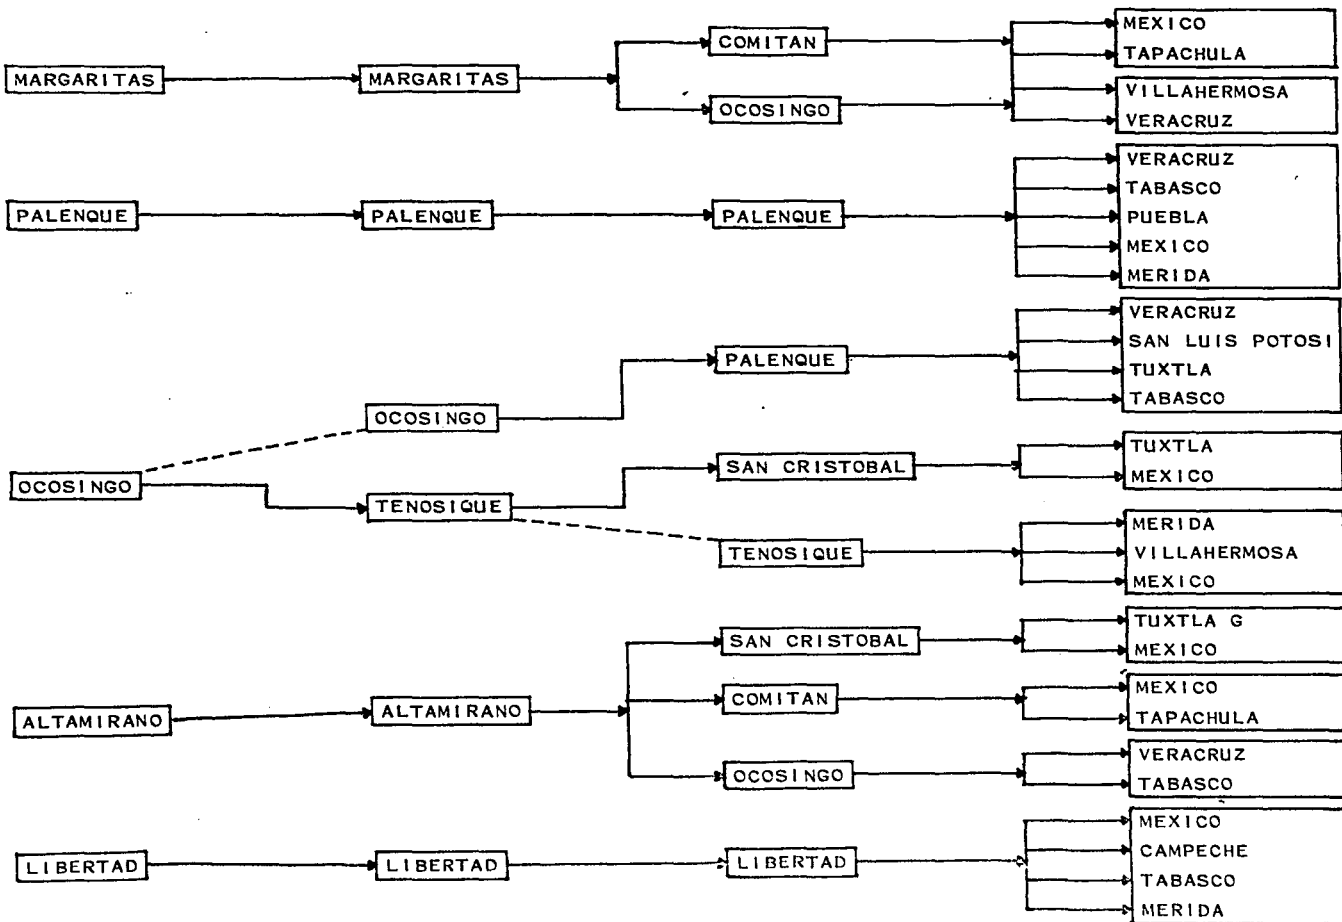 MARGARITAS
MARGARITAS
COMITAN
OCOSINGO
MEXICO
TAPACHULA
VILLAHERMOSA
VERACRUZ
PALENQUE
PALENQUE
PALENQUE
VERACRUZ
TABASCO
PUEBLA
MEXICO
MERIDA
OCOSINGO
OCOSINGO
PALENQUE
VERACRUZ
SAN LUIS POTOSI
TUXTLA
TABASCO
TENOSIQUE
SAN CRISTOBAL
TUXTLA
MEXICO
TENOSIQUE
MERIDA
VILLAHERMOSA
MEXICO
ALTAMIRANO
ALTAMIRANO
SAN CRISTOBAL
TUXTLA G
MEXICO
COMITAN
MEXICO
TAPACHULA
OCOSINGO
VERACRUZ
TABASCO
LIBERTAD
LIBERTAD
LIBERTAD
MEXICO
CAMPECHE
TABASCO
MERIDA